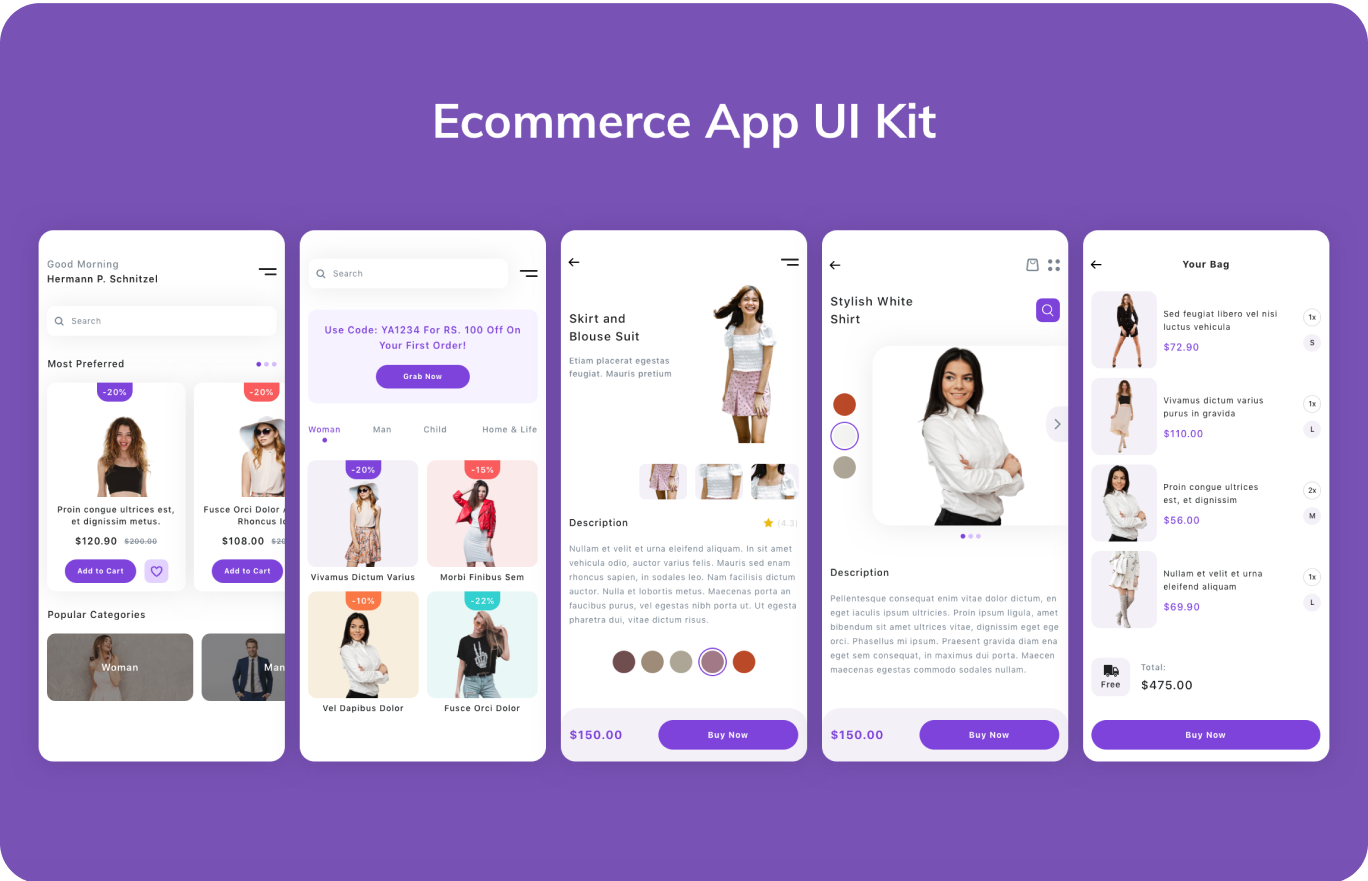 Ecommerce App UI Kit
Good Morning
Hermann P. Schnitzel
Search
Most Preferred
-20%
Proin congue ultrices est,
et dignissim metus.
$120.90 $200.00
Add to Cart
-20%
Fusce Orci Dolor
Rhoncus
$108.00
Add to Cart
Popular Categories
Woman
Man
Search
Use Code: YA1234 For RS. 100 Off On
Your First Order!
Grab Now
Woman Man Child Home & Life
-20%
Vivamus Dictum Varius
-15%
Morbi Finibus Sem
-10%
Vel Dapibus Dolor
-22%
Fusce Orci Dolor
Skirt and
Blouse Suit
Etiam placerat egestas
feugiat. Mauris pretium
Description (4.3)
Nullam et velit et urna eleifend aliquam. In sit amet
vehicula odio, auctor varius felis. Mauris sed enam
rhoncus sapien, in sodales leo. Nam facilisis dictum
auctor. Nulla et lobortis metus. Maecenas porta an
faucibus purus, vel egestas nibh porta ut. Ut egesta
pharetra dui, vitae dictum risus.
$150.00 Buy Now
Stylish White
Shirt
Description
Pellentesque consequat enim vitae dolor dictum, en
eget iaculis ipsum ultricies. Proin ipsum ligula, amet
bibendum sit amet ultrices vitae, dignissim eget ege
orci. Phasellus mi ipsum. Praesent gravida diam ena
eget sem consequat, in maximus dui porta. Maecen
maecenas egestas commodo sodales nullam.
$150.00 Buy Now
Your Bag
Sed feugiat libero vel nisi
luctus vehicula
$72.90
1x
S
Vivamus dictum varius
purus in gravida
$110.00
1x
L
Proin congue ultrices
est, et dignissim
$56.00
2x
M
Nullam et velit et urna
eleifend aliquam
$69.90
1x
L
Free
Total:
$475.00
Buy Now